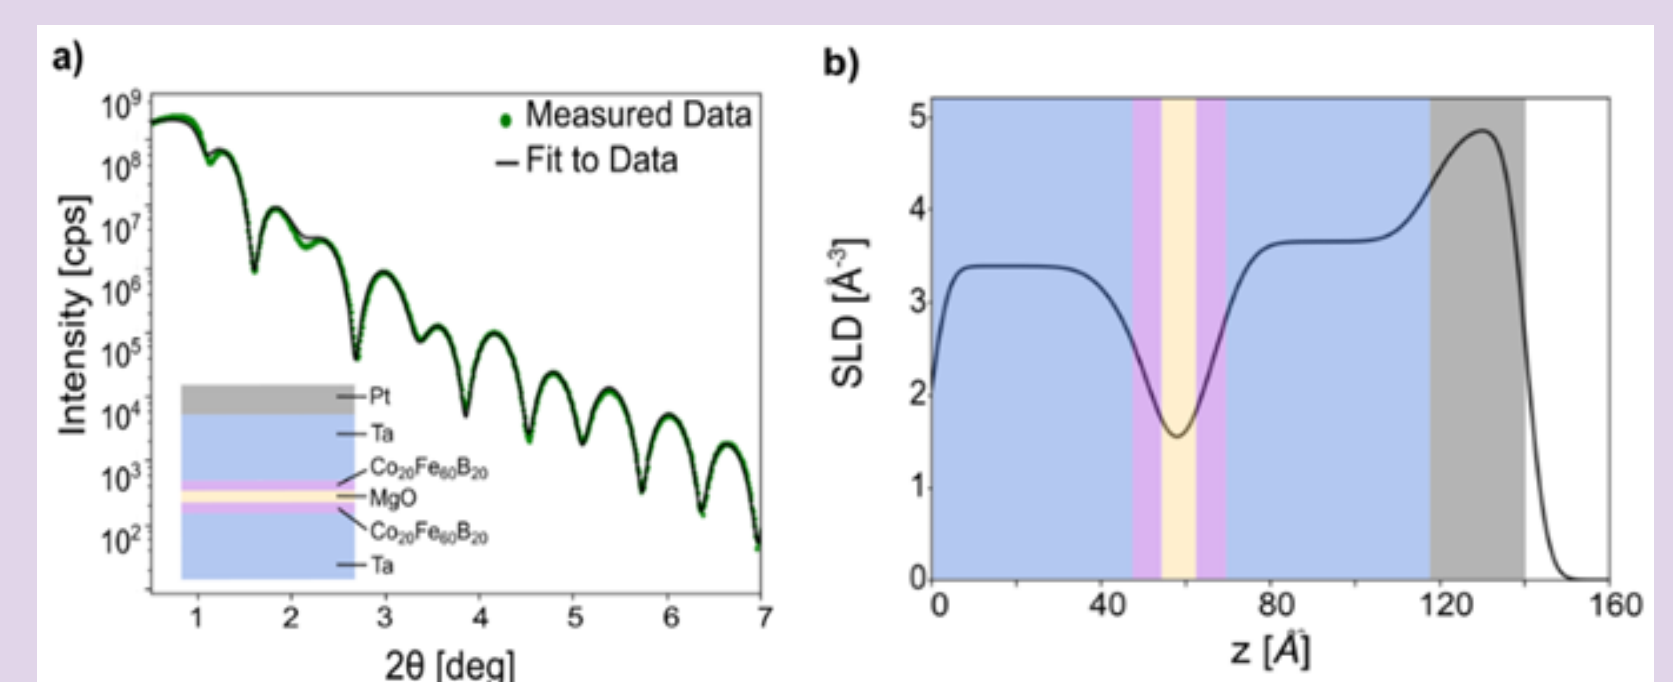 a)
10⁹
10⁸
10⁷
10⁶
10⁵
10⁴
10³
10²
Intensity [cps]
Measured Data
Fit to Data
Pt
Ta
Co₂₀Fe₆₀B₂₀
MgO
Co₂₀Fe₆₀B₂₀
Ta
1 2 3 4 5 6 7
2θ [deg]
b)
5
4
3
2
1
0
SLD [Å⁻³]
0 40 80 120 160
z [Å]